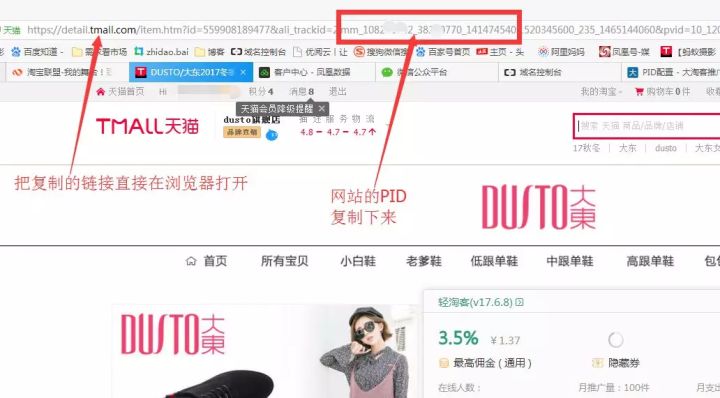 天猫 https://detail.tmall.com/item.htm?id=559908189477&ali_trackid=2:mm_108
_141474540
520345600_235_1465144060&pvid=10_120
百度知道 - 需求看市场 zhidao.bai 博客 域名控制台 优阅云 | 让 搜狗微信搜 百度号首页 主页 - 头 阿里妈妈 凤凰号-媒 【蚂蚁摄影
淘宝联盟-我的舞台！ DUSTO/大东2017冬 客户中心 - 凤凰数据 微信公众平台 域名控制台 PID配置 - 大淘客推广
天猫首页 Hi 积分 4 消息 8 退出 我的淘宝 购物车 0 件 收藏夹
天猫会员降级提醒
TMALL天猫 dusto旗舰店 描述服务物流
品牌直销 4.8 4.7 4.7
搜索 天猫 商品/品牌/店铺
17秋冬 大东 dusto 大东女
把复制的链接直接在浏览器打开
网站的PID
复制下来
DUSTO大東
首页 所有宝贝 小白鞋 老爹鞋 低跟单鞋 中跟单鞋 高跟单鞋 包包
DUSTO大東
轻淘客(v17.6.8)
3.5% ¥1.37
最高佣金 ( 通用 ) 隐藏券
在线人数： 月推广量：100件 月支出